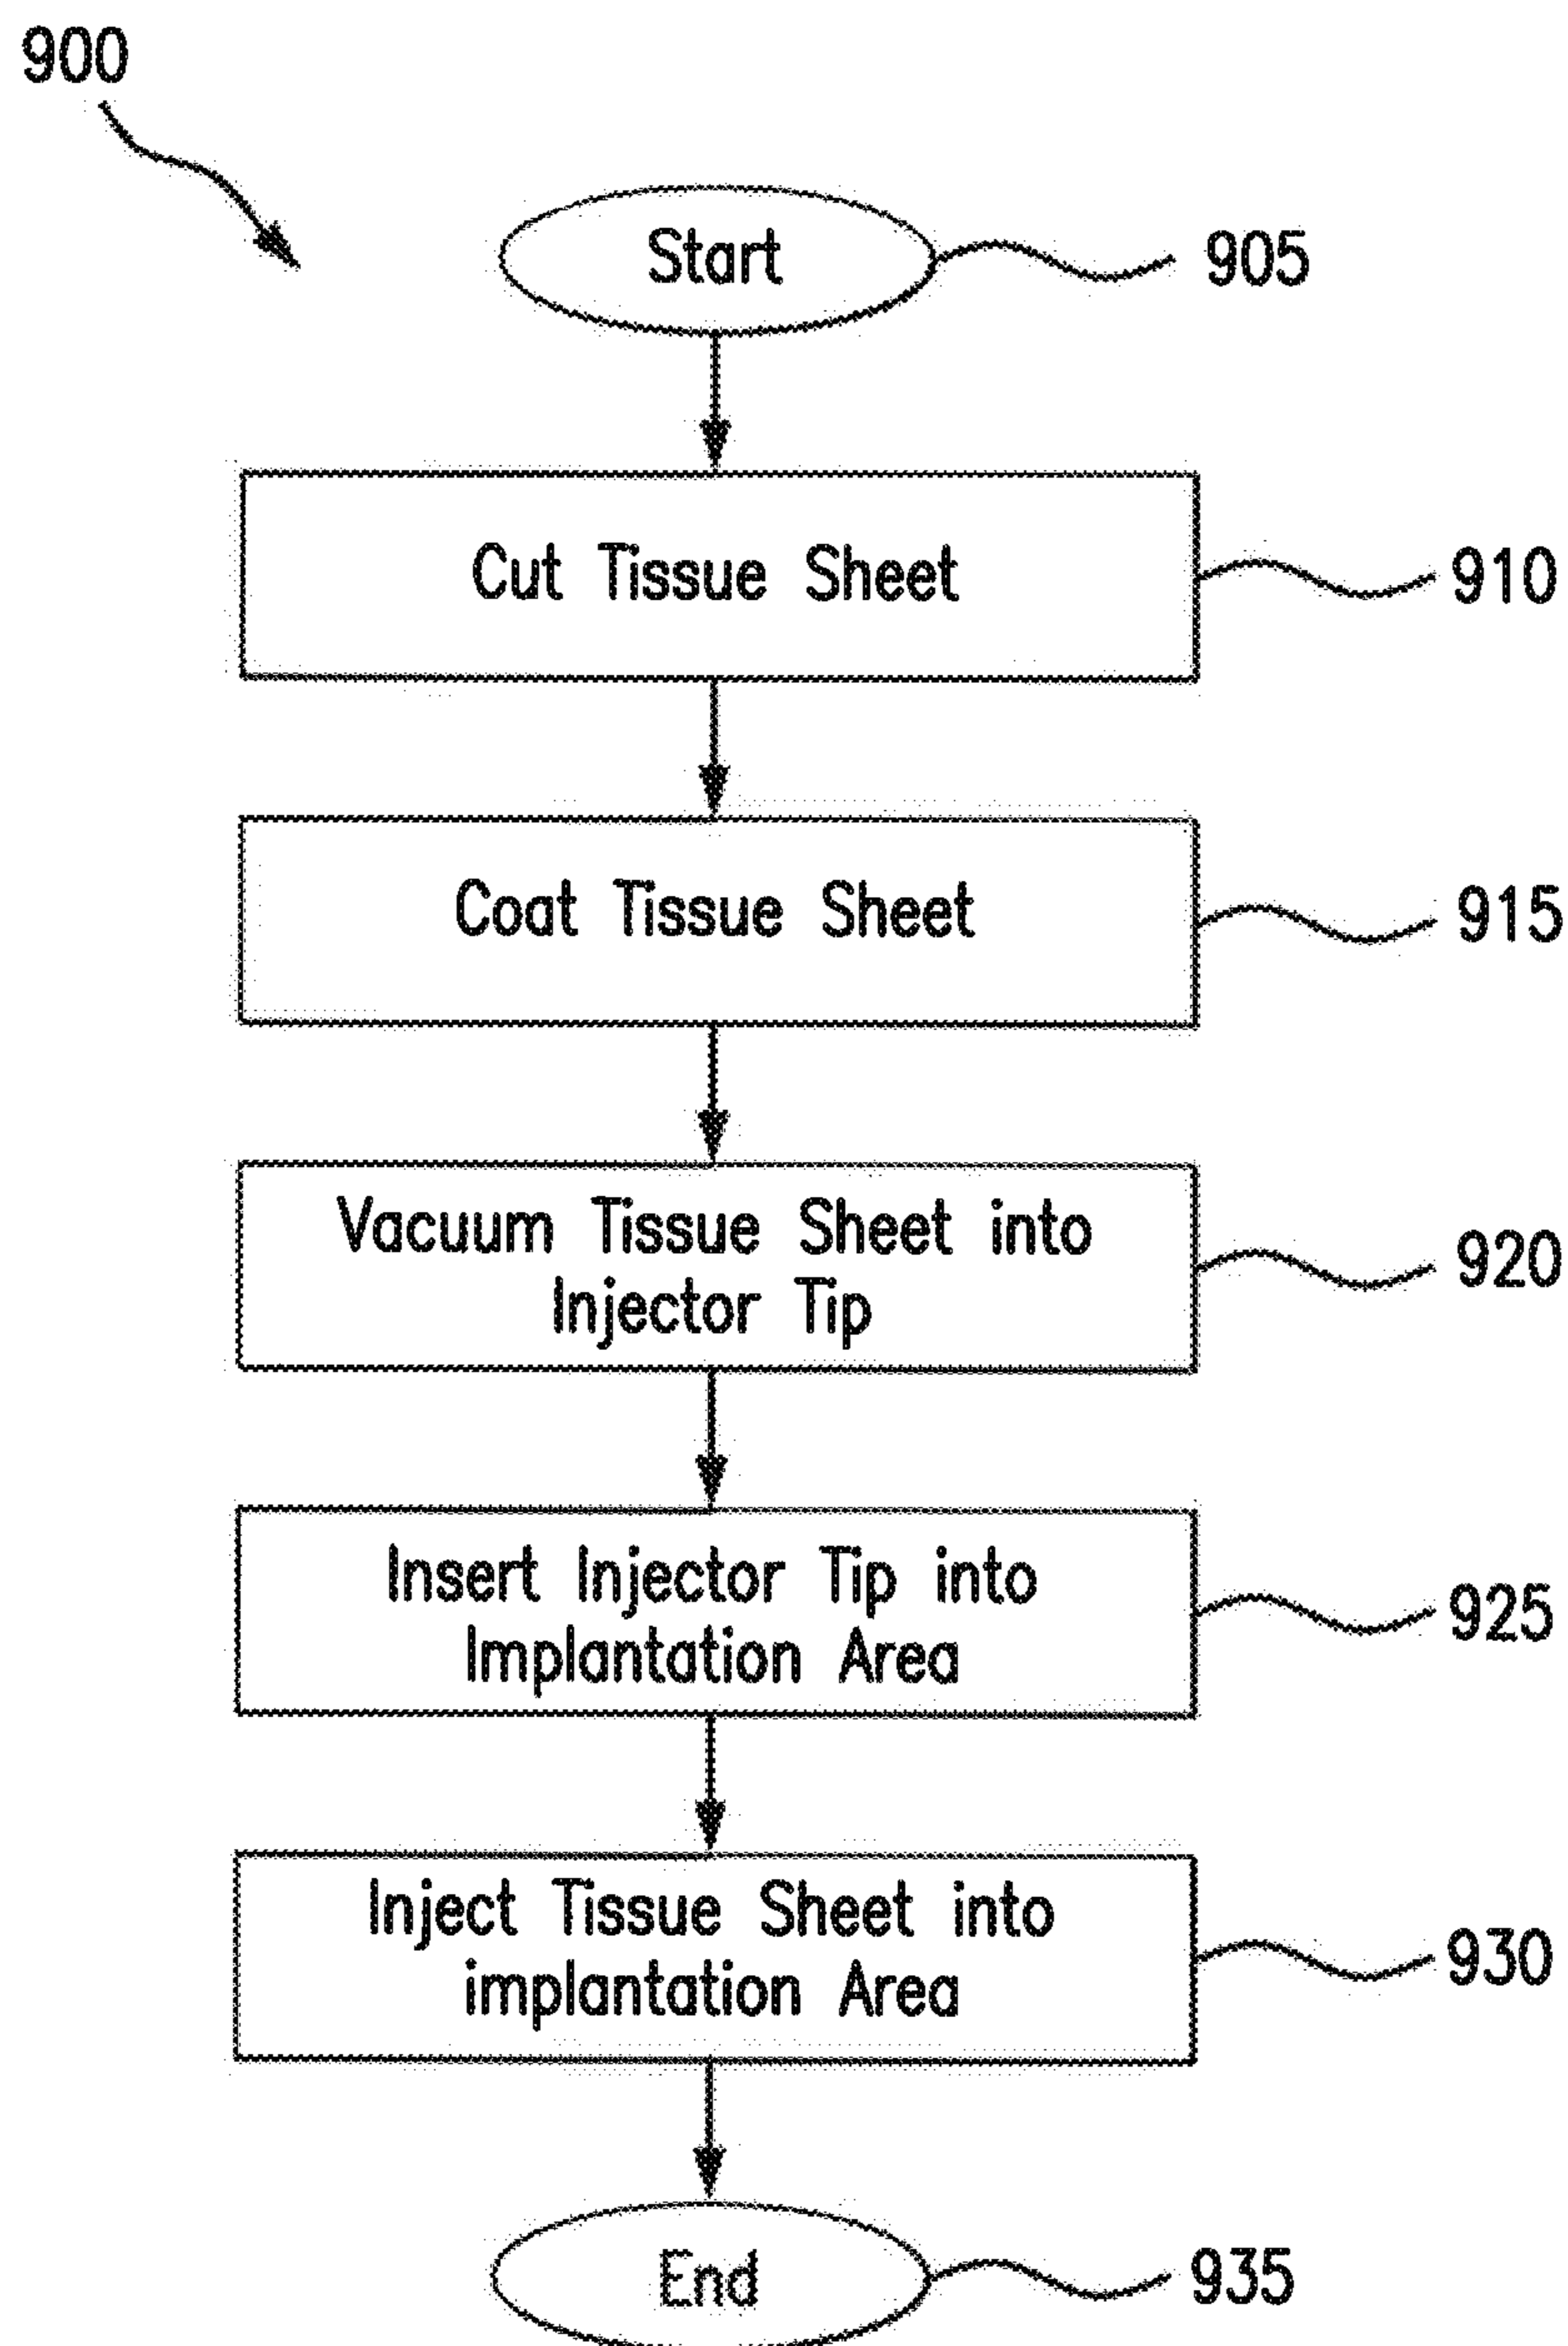 900
Start
905
Cut Tissue Sheet
910
Coat Tissue Sheet
915
Vacuum Tissue Sheet into
Injector Tip
920
Insert Injector Tip into
Implantation Area
925
Inject Tissue Sheet into
implantation Area
930
End
935